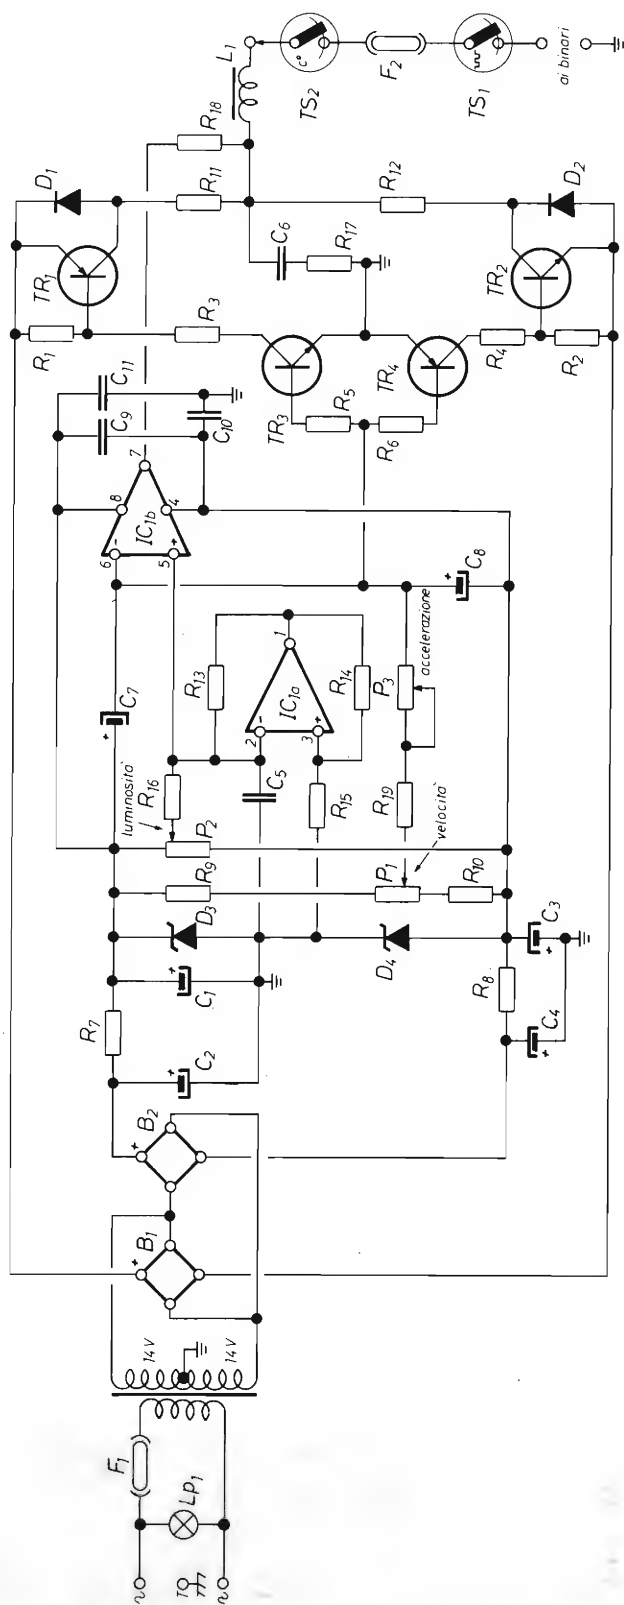 F₁
Lp₁
14V
14V
B₁
B₂
R₇
C₂
C₁
D₃
D₄
R₈
C₄
C₃
R₉
P₁
velocità
R₁₀
P₂
luminosità
R₁₆
C₅
R₁₅
R₁₉
P₃
accelerazione
C₇
R₁₃
R₁₄
IC₁ₐ
2
-
3
+
1
C₈
IC₁b
6
-
5
+
8
4
7
C₉
C₁₁
C₁₀
R₁
R₃
R₅
R₆
R₄
R₂
TR₁
TR₃
TR₄
TR₂
D₁
D₂
C₆
R₁₇
R₁₁
R₁₂
R₁₈
L₁
TS₂
c°
F₂
TS₁
ai binari
+
+
+
+
+
+
+
+